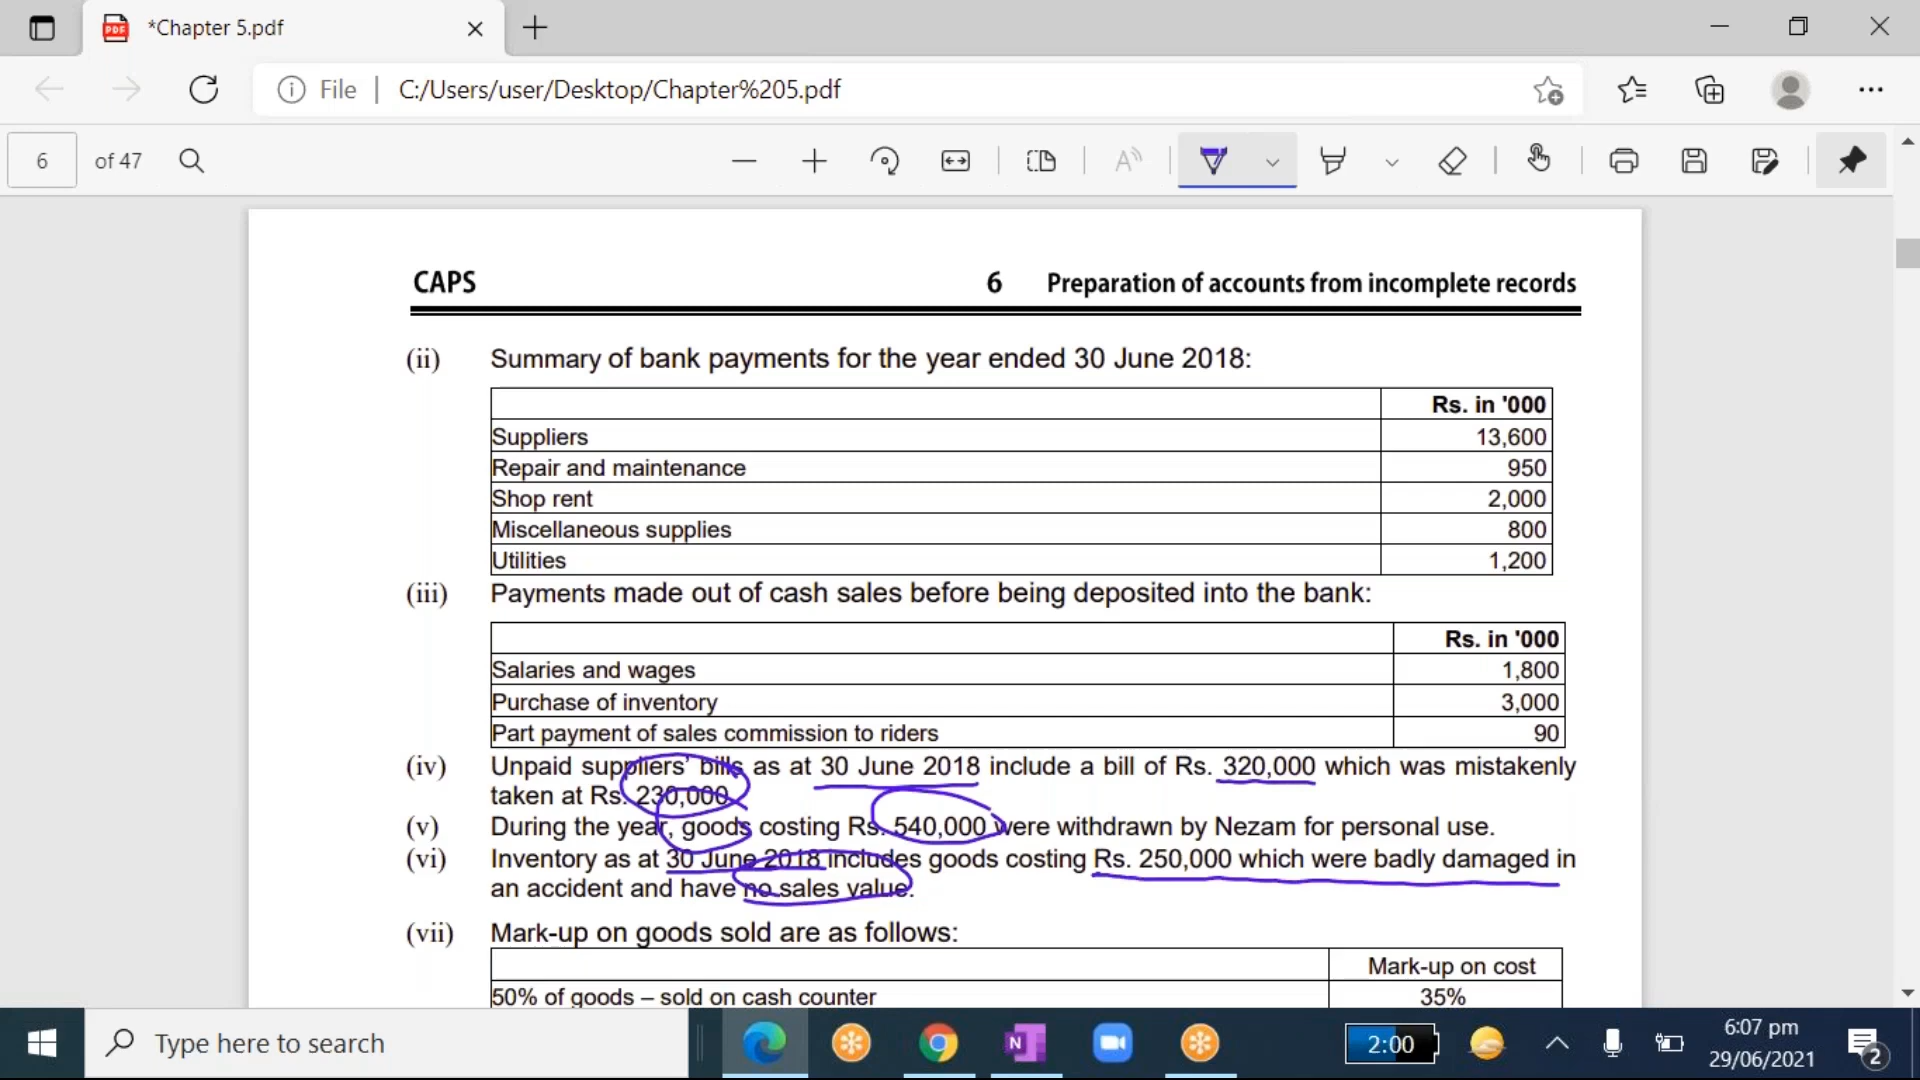 *Chapter 5.pdf
File | C:/Users/user/Desktop/Chapter%205.pdf
6 of 47
CAPS 6 Preparation of accounts from incomplete records
(ii) Summary of bank payments for the year ended 30 June 2018:
Rs. in '000
Suppliers 13,600
Repair and maintenance 950
Shop rent 2,000
Miscellaneous supplies 800
Utilities 1,200
(iii) Payments made out of cash sales before being deposited into the bank:
Rs. in '000
Salaries and wages 1,800
Purchase of inventory 3,000
Part payment of sales commission to riders 90
(iv) Unpaid suppliers' bills as at 30 June 2018 include a bill of Rs. 320,000 which was mistakenly
taken at Rs. 230,000.
(v) During the year, goods costing Rs. 540,000 were withdrawn by Nezam for personal use.
(vi) Inventory as at 30 June 2018 includes goods costing Rs. 250,000 which were badly damaged in
an accident and have no sales value.
(vii) Mark-up on goods sold are as follows:
Mark-up on cost
50% of goods – sold on cash counter 35%
Type here to search
2:00
6:07 pm
29/06/2021
2